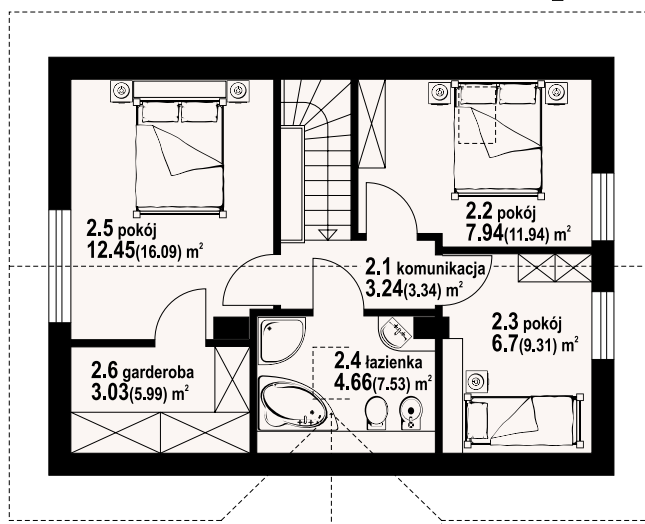 2.5 pokój
12.45(16.09) m²
2.2 pokój
7.94(11.94) m²
2.1 komunikacja
3.24(3.34) m²
2.3 pokój
6.7(9.31) m²
2.6 garderoba
3.03(5.99) m²
2.4 łazienka
4.66(7.53) m²